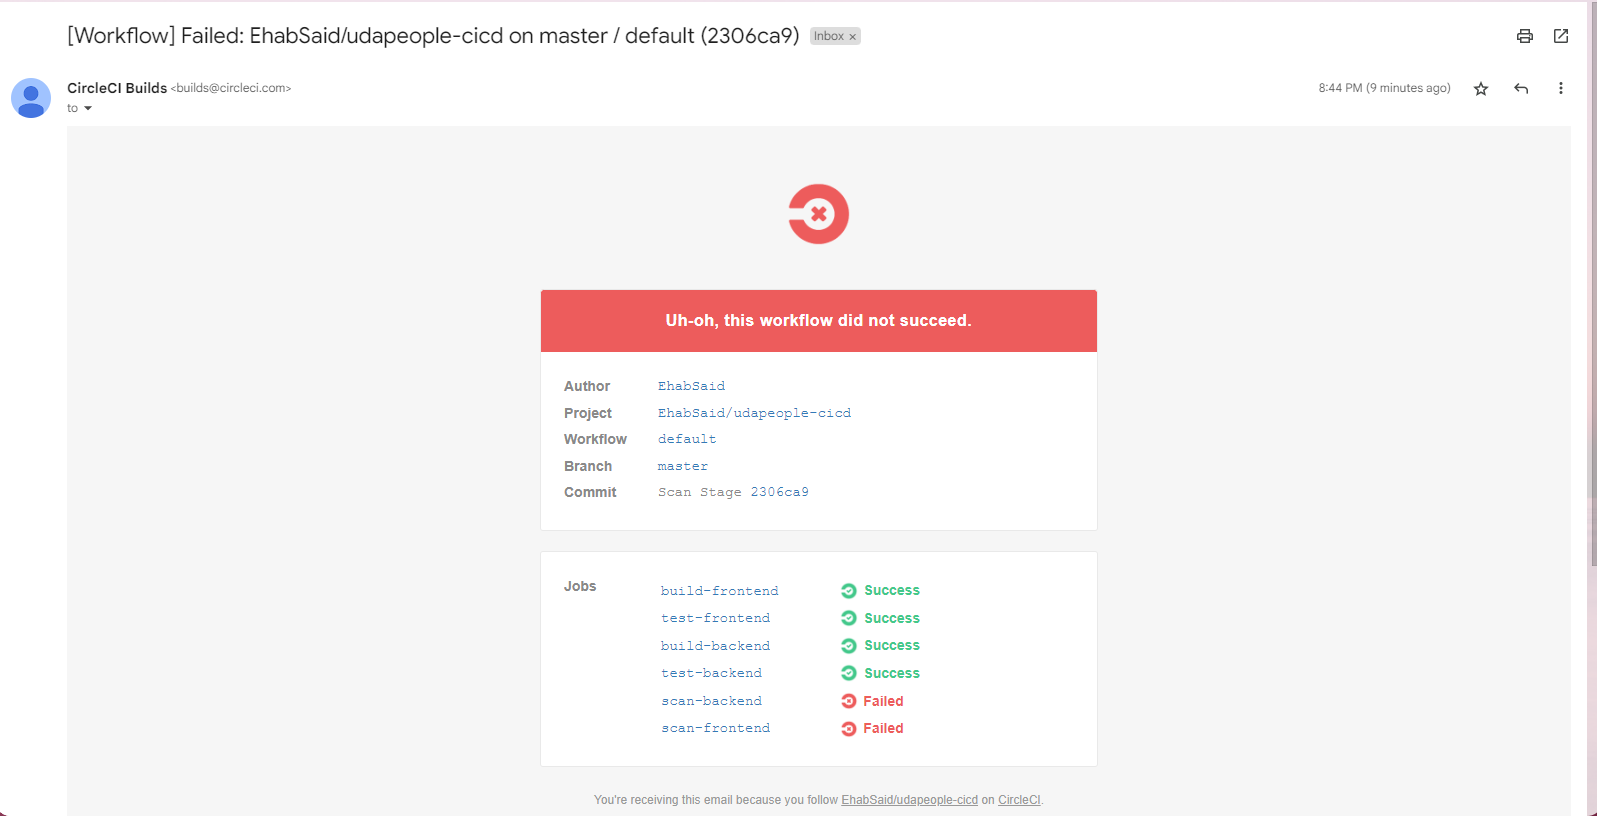 [Workflow] Failed: EhabSaid/udapeople-cicd on master / default (2306ca9) Inbox ×
CircleCI Builds <builds@circleci.com> 8:44 PM (9 minutes ago)
to
Uh-oh, this workflow did not succeed.
Author EhabSaid
Project EhabSaid/udapeople-cicd
Workflow default
Branch master
Commit Scan Stage 2306ca9
Jobs build-frontend Success
test-frontend Success
build-backend Success
test-backend Success
scan-backend Failed
scan-frontend Failed
You're receiving this email because you follow EhabSaid/udapeople-cicd on CircleCI.